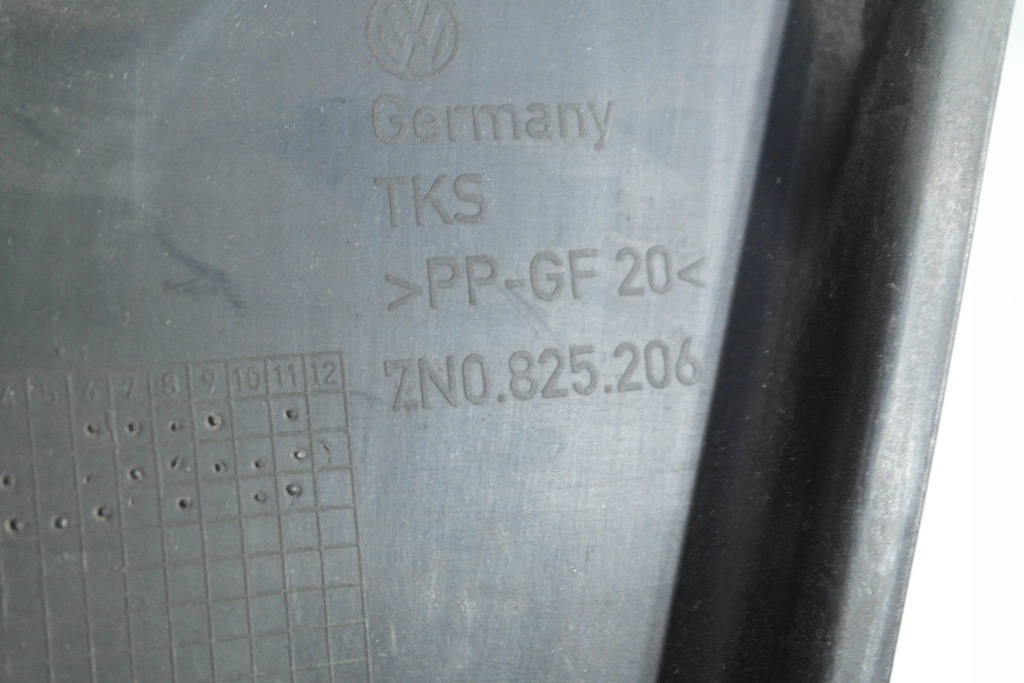 Germany
TKS
>PP-GF 20<
7N0.825.206
4 5 6 7 8 9 10 11 12